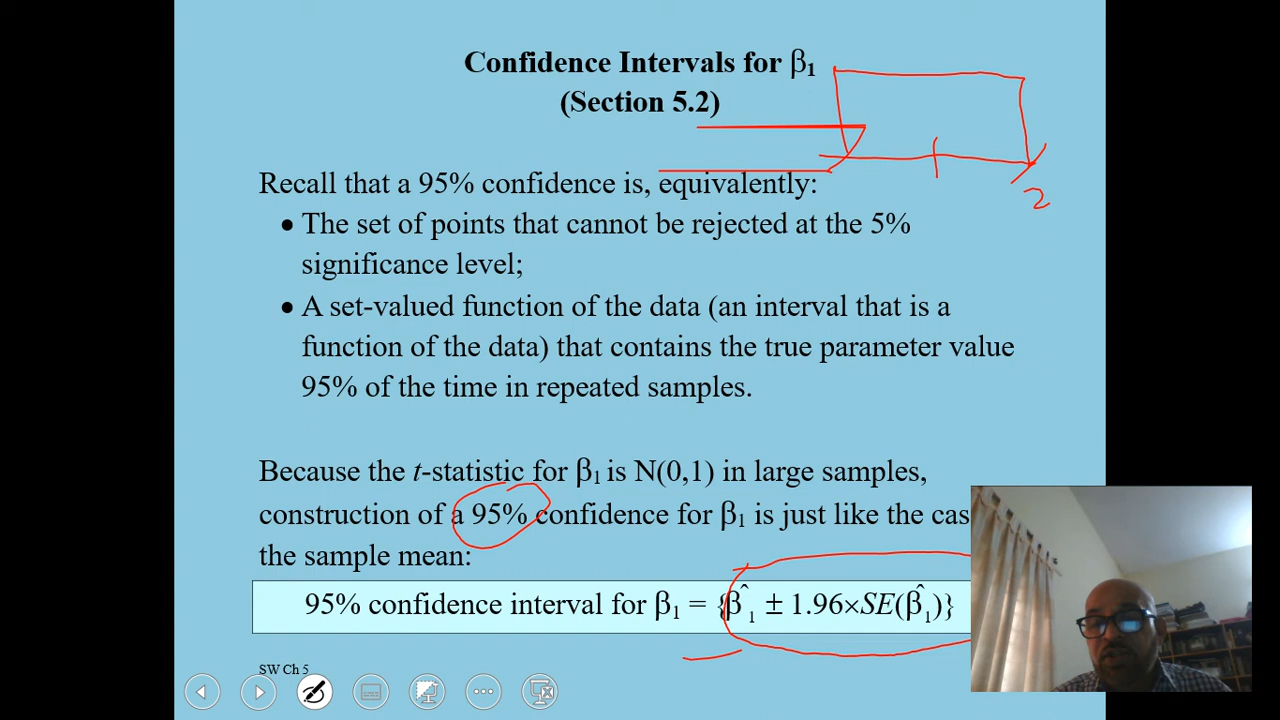 Confidence Intervals for β₁
(Section 5.2)
2
Recall that a 95% confidence is, equivalently:
• The set of points that cannot be rejected at the 5%
significance level;
• A set-valued function of the data (an interval that is a
function of the data) that contains the true parameter value
95% of the time in repeated samples.
Because the t-statistic for β₁ is N(0,1) in large samples,
construction of a 95% confidence for β₁ is just like the
the sample mean:
95% confidence interval for β₁ = {β̂₁ ± 1.96×SE(β̂₁)}
SW Ch 5